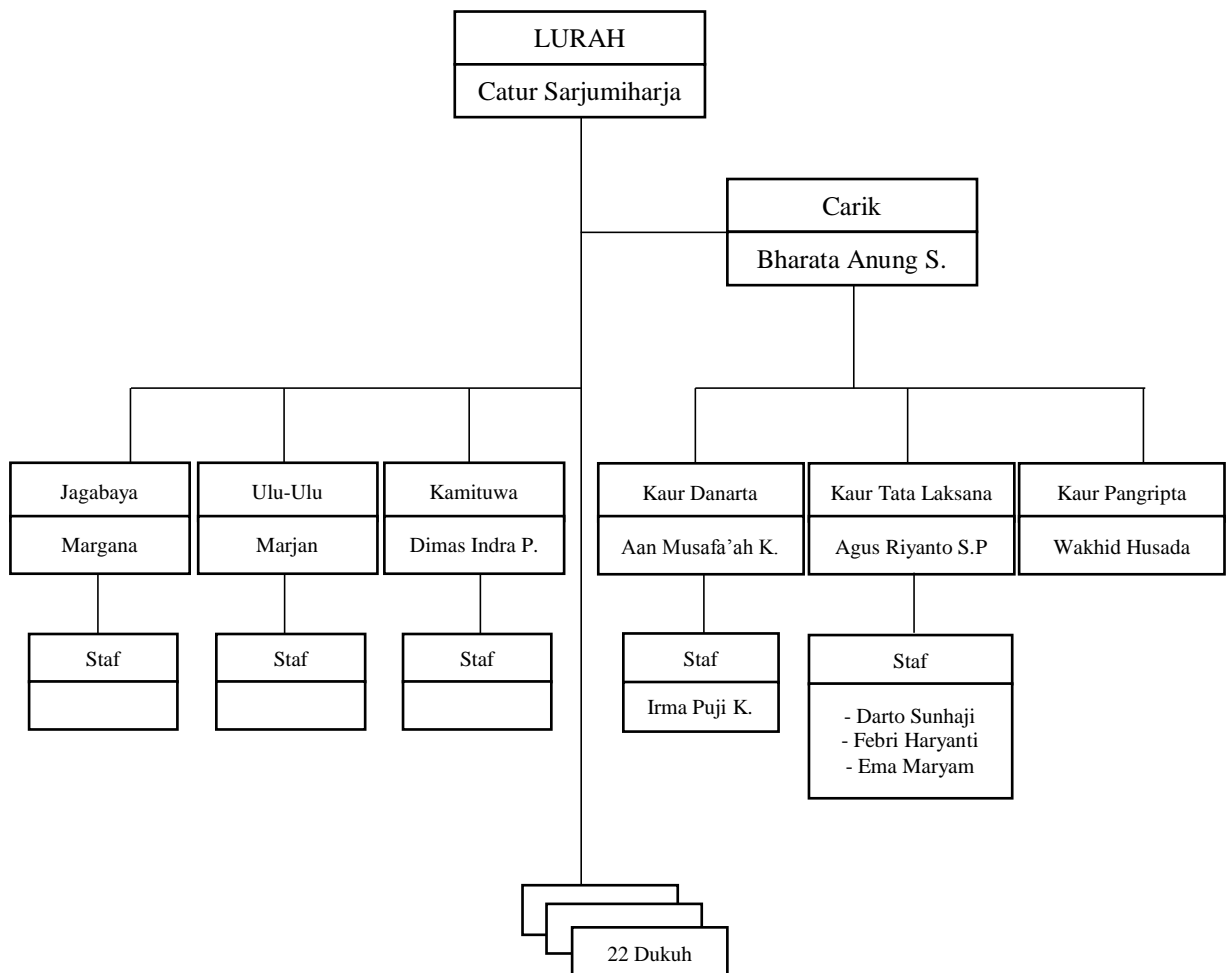 LURAH
Catur Sarjumiharja
Carik
Bharata Anung S.
Jagabaya
Margana
Ulu-Ulu
Marjan
Kamituwa
Dimas Indra P.
Kaur Danarta
Aan Musafa’ah K.
Kaur Tata Laksana
Agus Riyanto S.P
Kaur Pangripta
Wakhid Husada
Staf
Staf
Staf
Staf
Irma Puji K.
Staf
- Darto Sunhaji
- Febri Haryanti
- Ema Maryam
22 Dukuh